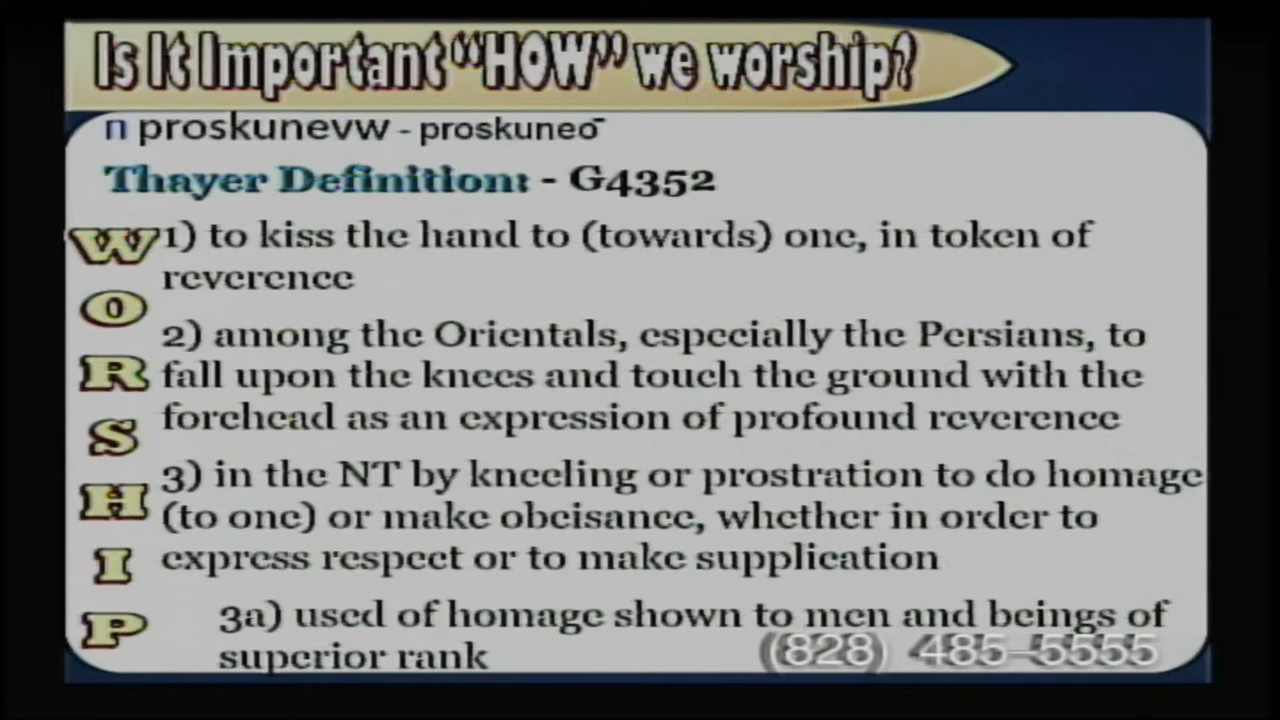 Is It Important “HOW” we worship?
п proskunevw - proskuneō
Thayer Definition: - G4352
1) to kiss the hand to (towards) one, in token of
reverence
2) among the Orientals, especially the Persians, to
fall upon the knees and touch the ground with the
forehead as an expression of profound reverence
3) in the NT by kneeling or prostration to do homage
(to one) or make obeisance, whether in order to
express respect or to make supplication
3a) used of homage shown to men and beings of
superior rank
WORSHIP
(828) 485-5555